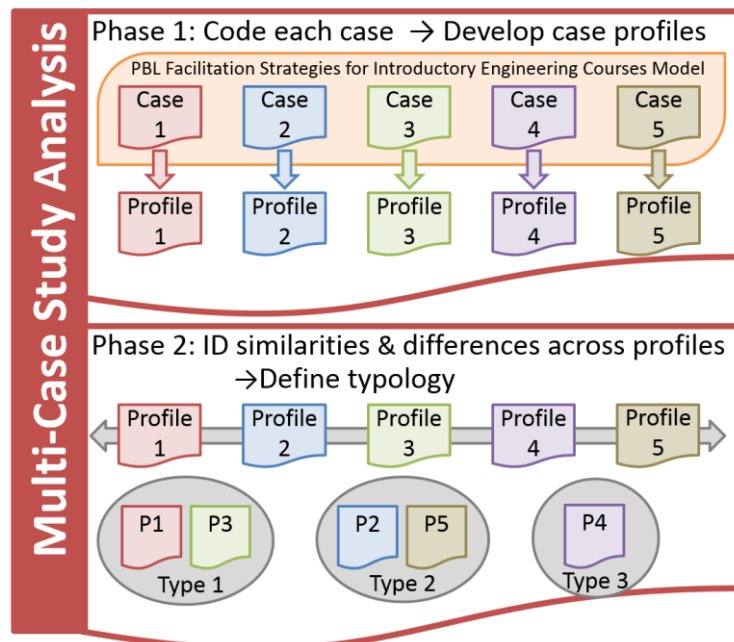 Multi-Case Study Analysis
Phase 1: Code each case → Develop case profiles
PBL Facilitation Strategies for Introductory Engineering Courses Model
Case 1
Case 2
Case 3
Case 4
Case 5
Profile 1
Profile 2
Profile 3
Profile 4
Profile 5
Phase 2: ID similarities & differences across profiles
→Define typology
Profile 1
Profile 2
Profile 3
Profile 4
Profile 5
P1
P3
Type 1
P2
P5
Type 2
P4
Type 3